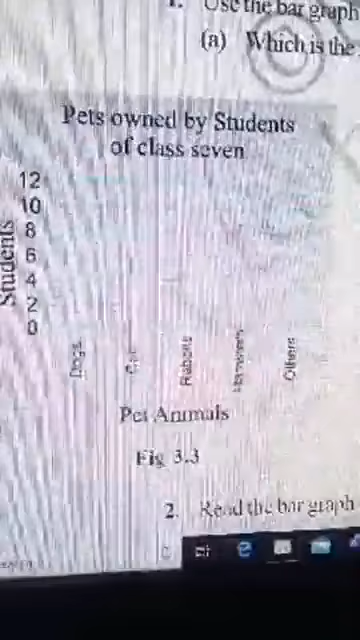 1. Use the bar graph
(a) Which is the
Pets owned by Students
of class seven
12
10
8
6
4
2
0
Students
Dogs
Rabbits
Others
Pet Animals
Fig 3.3
2. Read the bar graph